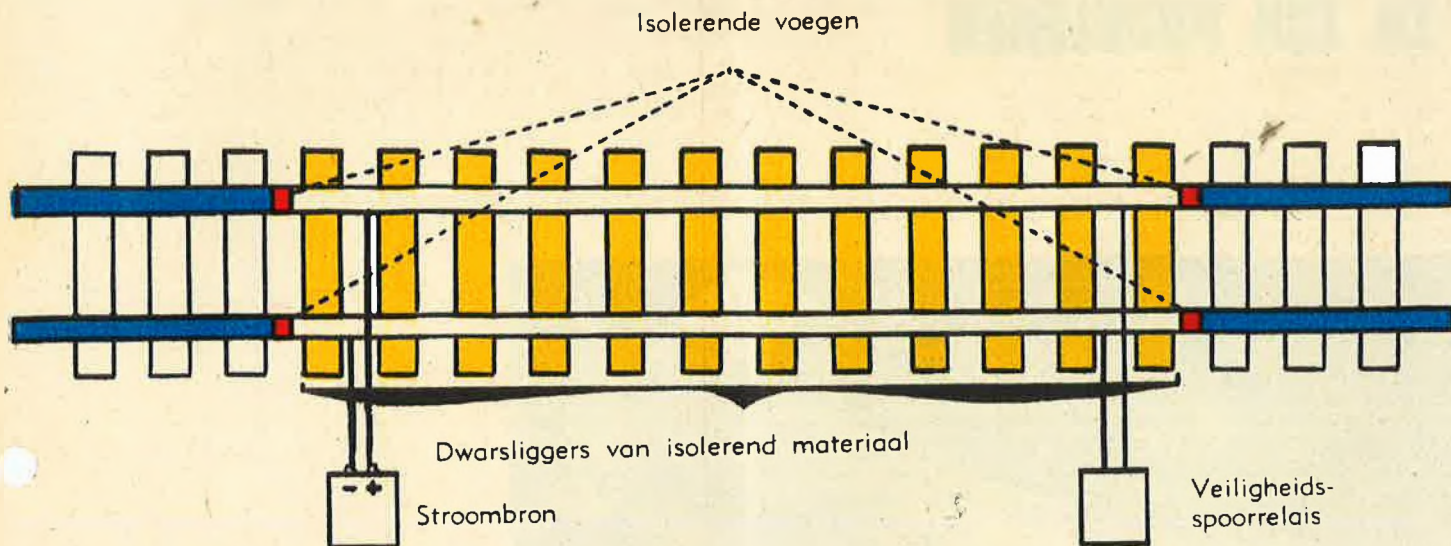 Isolerende voegen
Dwarsliggers van isolerend materiaal
- +
Stroombron
Veiligheids-
spoorrelais